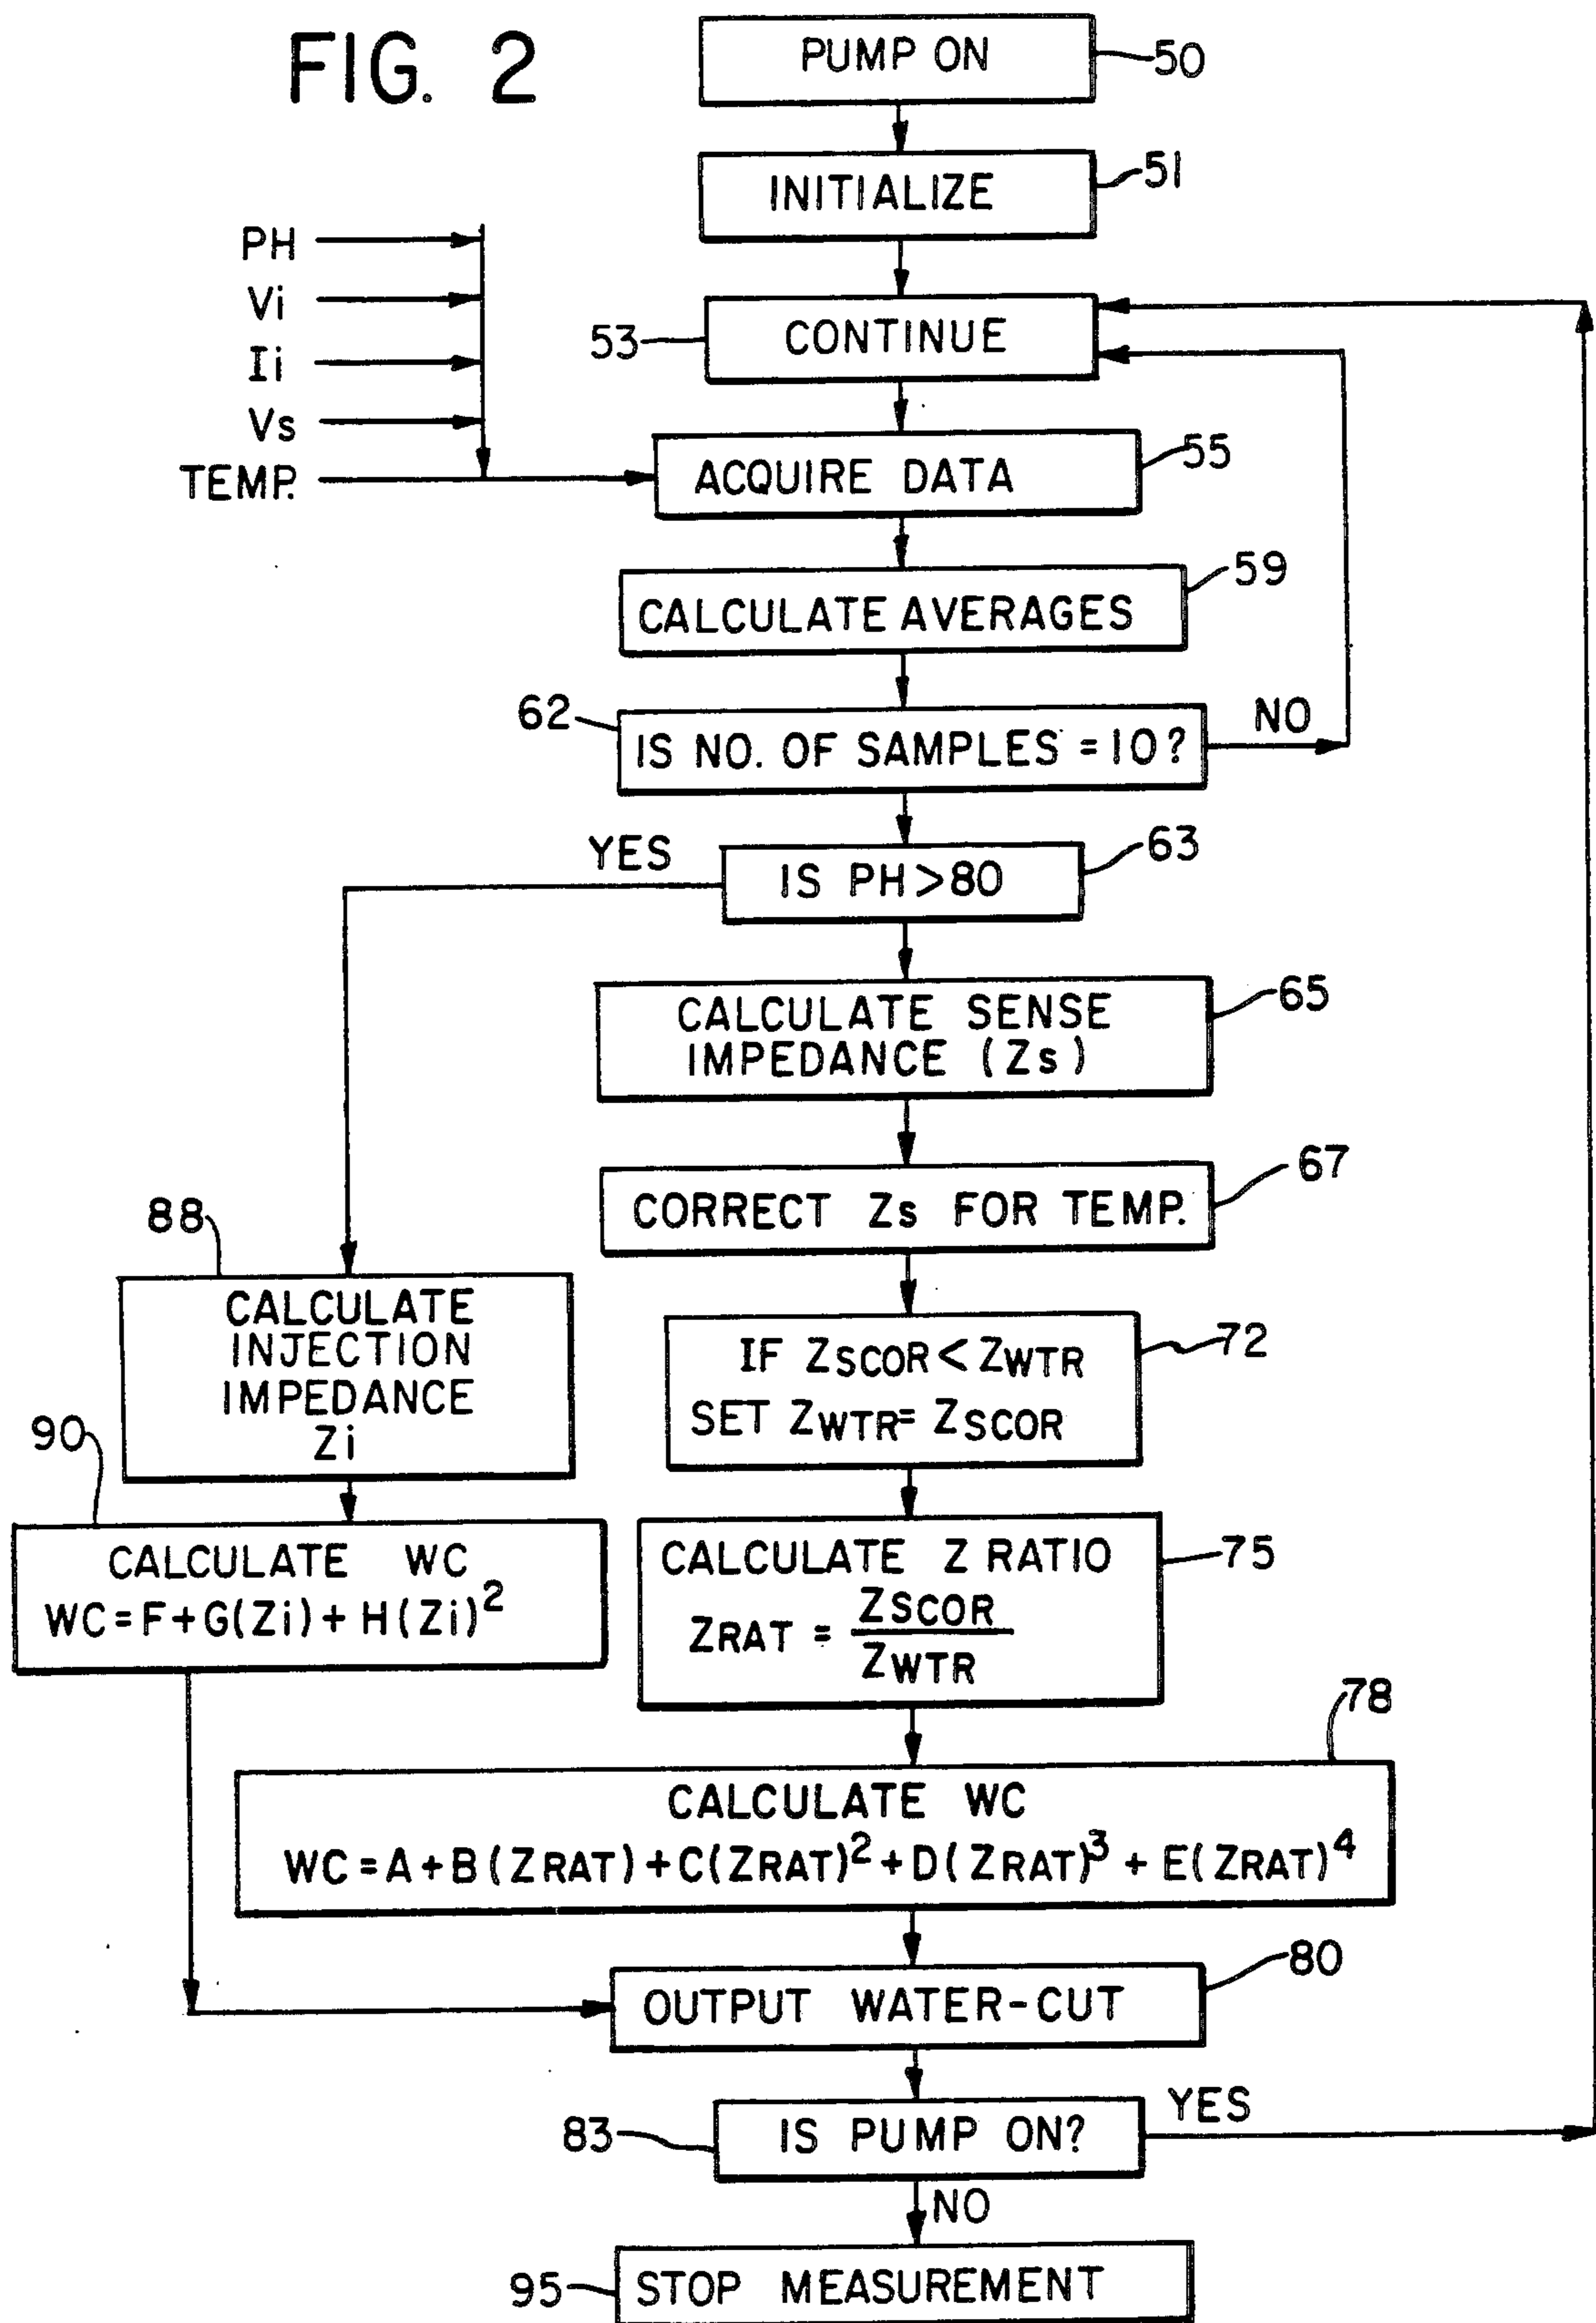 FIG. 2
PUMP ON
50
INITIALIZE
51
PH
Vi
Ii
Vs
TEMP.
53
CONTINUE
ACQUIRE DATA
55
CALCULATE AVERAGES
59
62
IS NO. OF SAMPLES = 10?
NO
YES
IS PH > 80
63
CALCULATE SENSE
IMPEDANCE (Zs)
65
CORRECT Zs FOR TEMP.
67
88
CALCULATE
INJECTION
IMPEDANCE
Zi
IF ZSCOR < ZWTR
SET ZWTR = ZSCOR
72
90
CALCULATE WC
WC = F + G(Zi) + H(Zi)²
CALCULATE Z RATIO
ZRAT = ZSCOR
ZWTR
75
78
CALCULATE WC
WC = A + B(ZRAT) + C(ZRAT)² + D(ZRAT)³ + E(ZRAT)⁴
OUTPUT WATER-CUT
80
83
IS PUMP ON?
YES
NO
95
STOP MEASUREMENT